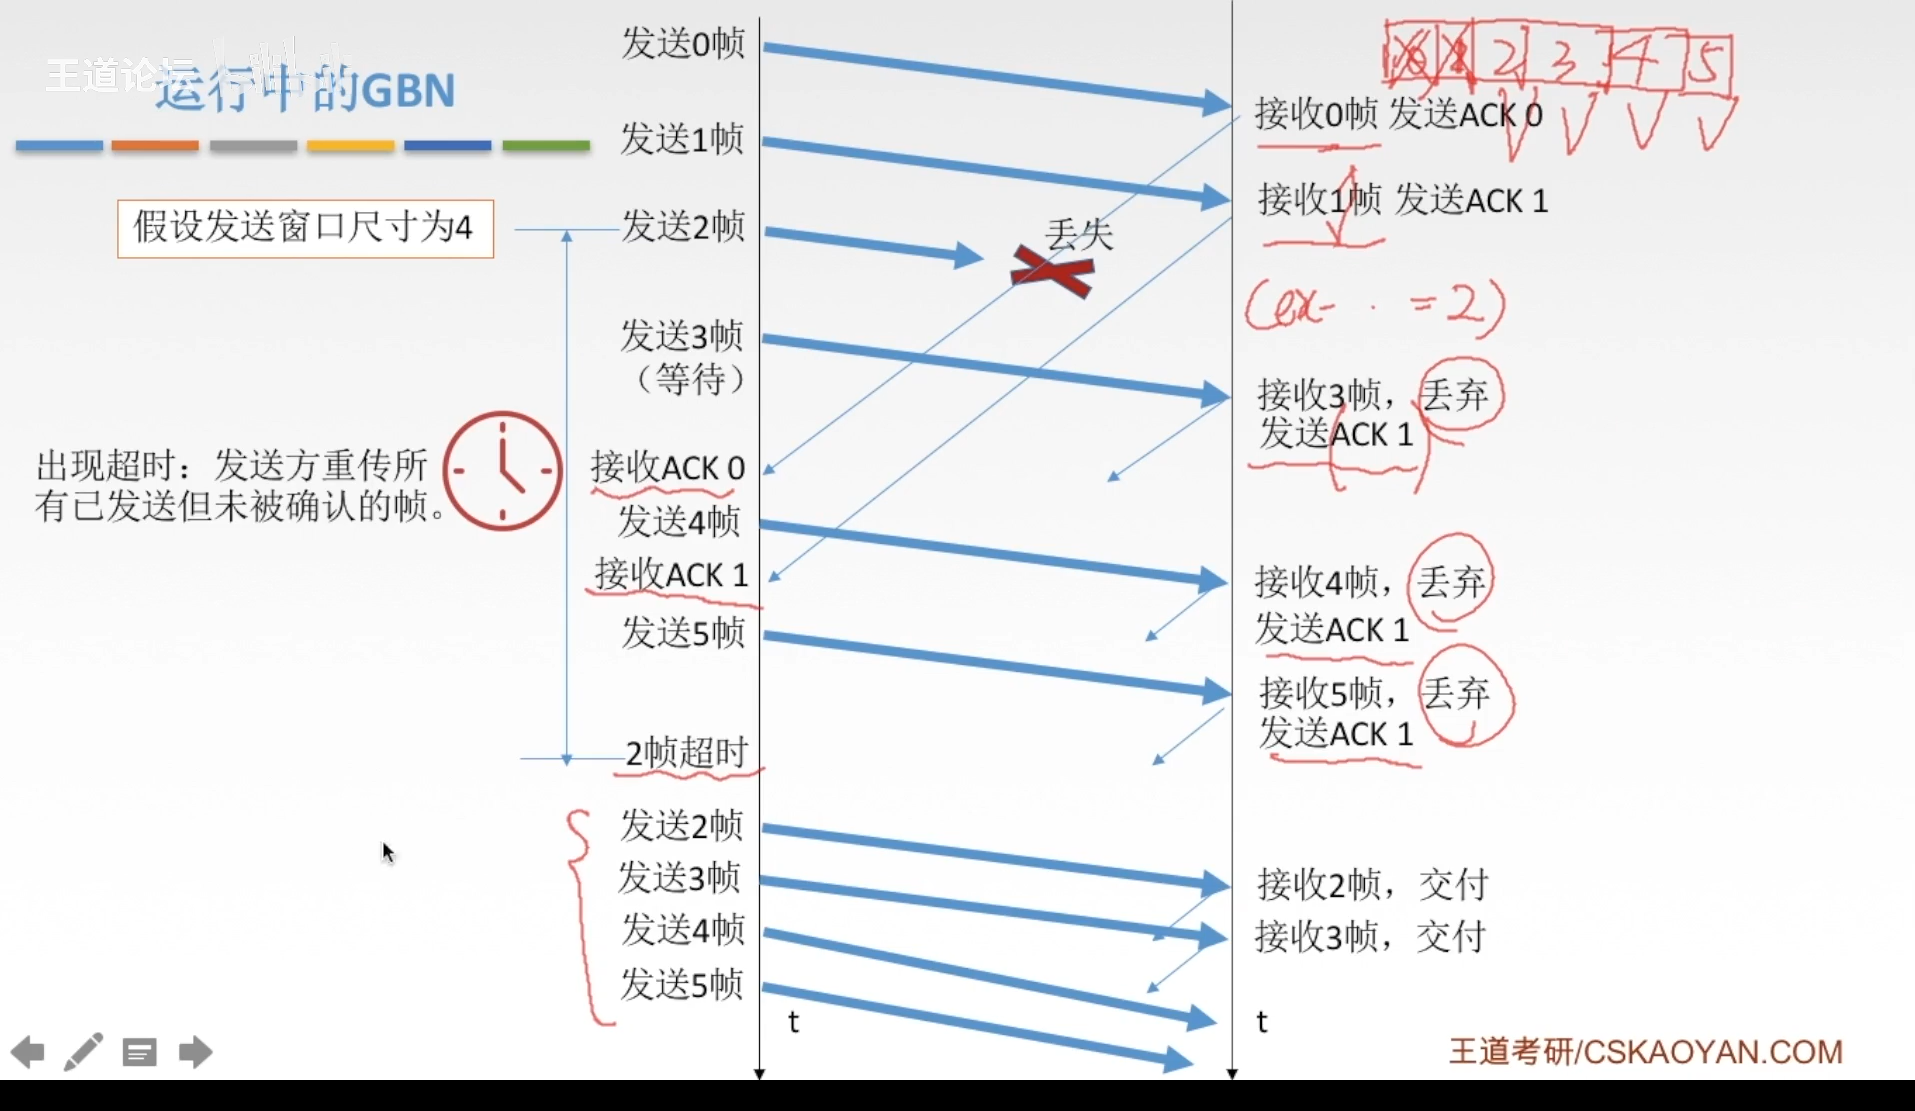 王道论坛
运行中的GBN
假设发送窗口尺寸为4
出现超时：发送方重传所
有已发送但未被确认的帧。
发送0帧
发送1帧
发送2帧
发送3帧
（等待）
接收ACK 0
发送4帧
接收ACK 1
发送5帧
2帧超时
发送2帧
发送3帧
发送4帧
发送5帧
t
丢失
2 3 4 5
接收0帧 发送ACK 0
接收1帧 发送ACK 1
(ex- · =2)
接收3帧，丢弃
发送ACK 1
接收4帧，丢弃
发送ACK 1
接收5帧，丢弃
发送ACK 1
接收2帧，交付
接收3帧，交付
t
王道考研/CSKAOYAN.COM